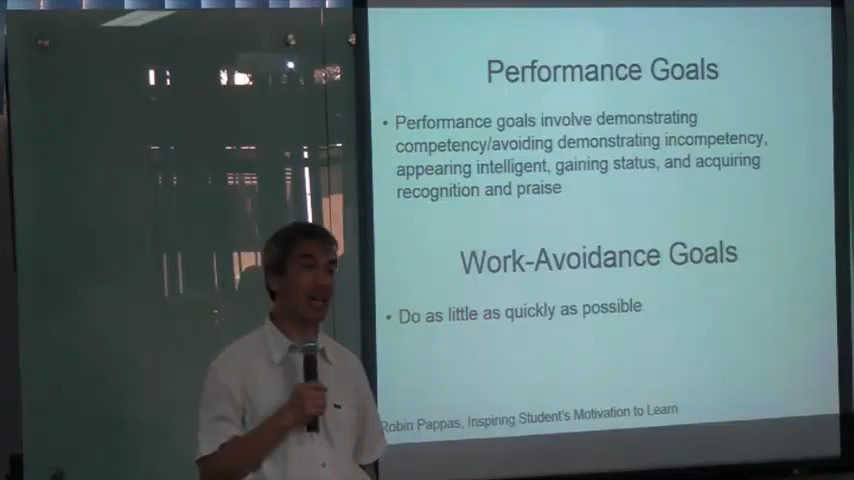 Performance Goals
• Performance goals involve demonstrating
competency/avoiding demonstrating incompetency,
appearing intelligent, gaining status, and acquiring
recognition and praise
Work-Avoidance Goals
• Do as little as quickly as possible
Robin Pappas, Inspiring Student's Motivation to Learn